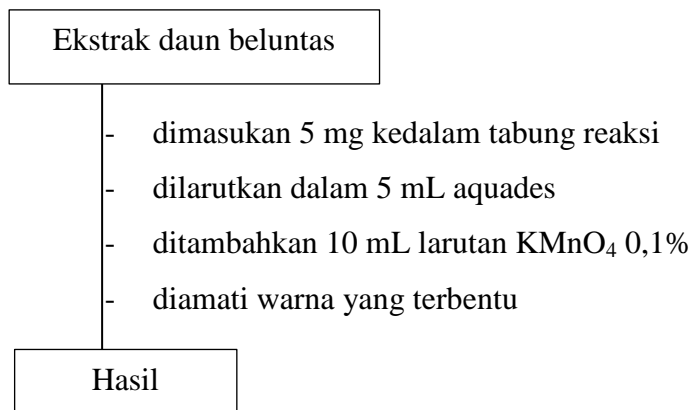 Ekstrak daun beluntas
- dimasukan 5 mg kedalam tabung reaksi
- dilarutkan dalam 5 mL aquades
- ditambahkan 10 mL larutan KMnO₄ 0,1%
- diamati warna yang terbentu
Hasil